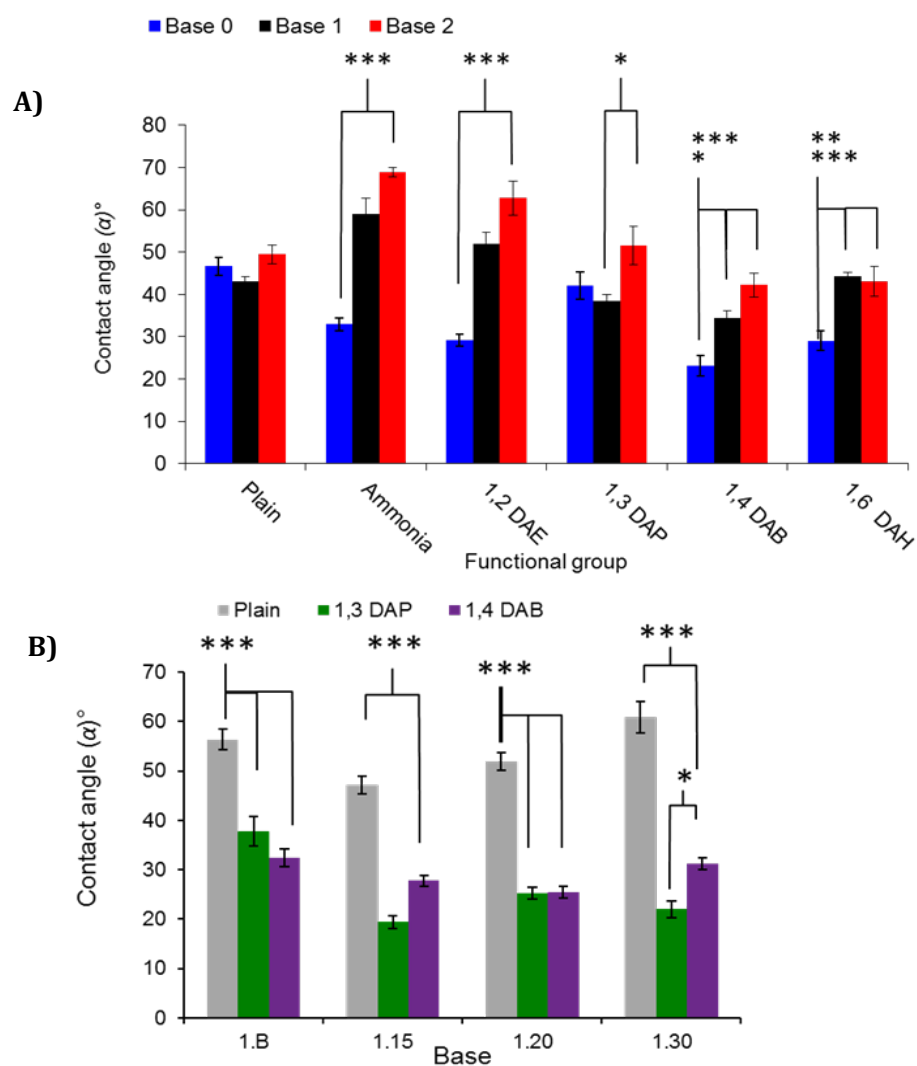 Base 0 Base 1 Base 2
A)
*** *** *
*** **
* ***
Contact angle (α)°
80
70
60
50
40
30
20
10
0
Plain Ammonia 1,2 DAE 1,3 DAP 1,4 DAB 1,6 DAH
Functional group
Plain 1,3 DAP 1,4 DAB
B)
*** *** *** ***
*
Contact angle (α)°
70
60
50
40
30
20
10
0
1.B 1.15 1.20 1.30
Base